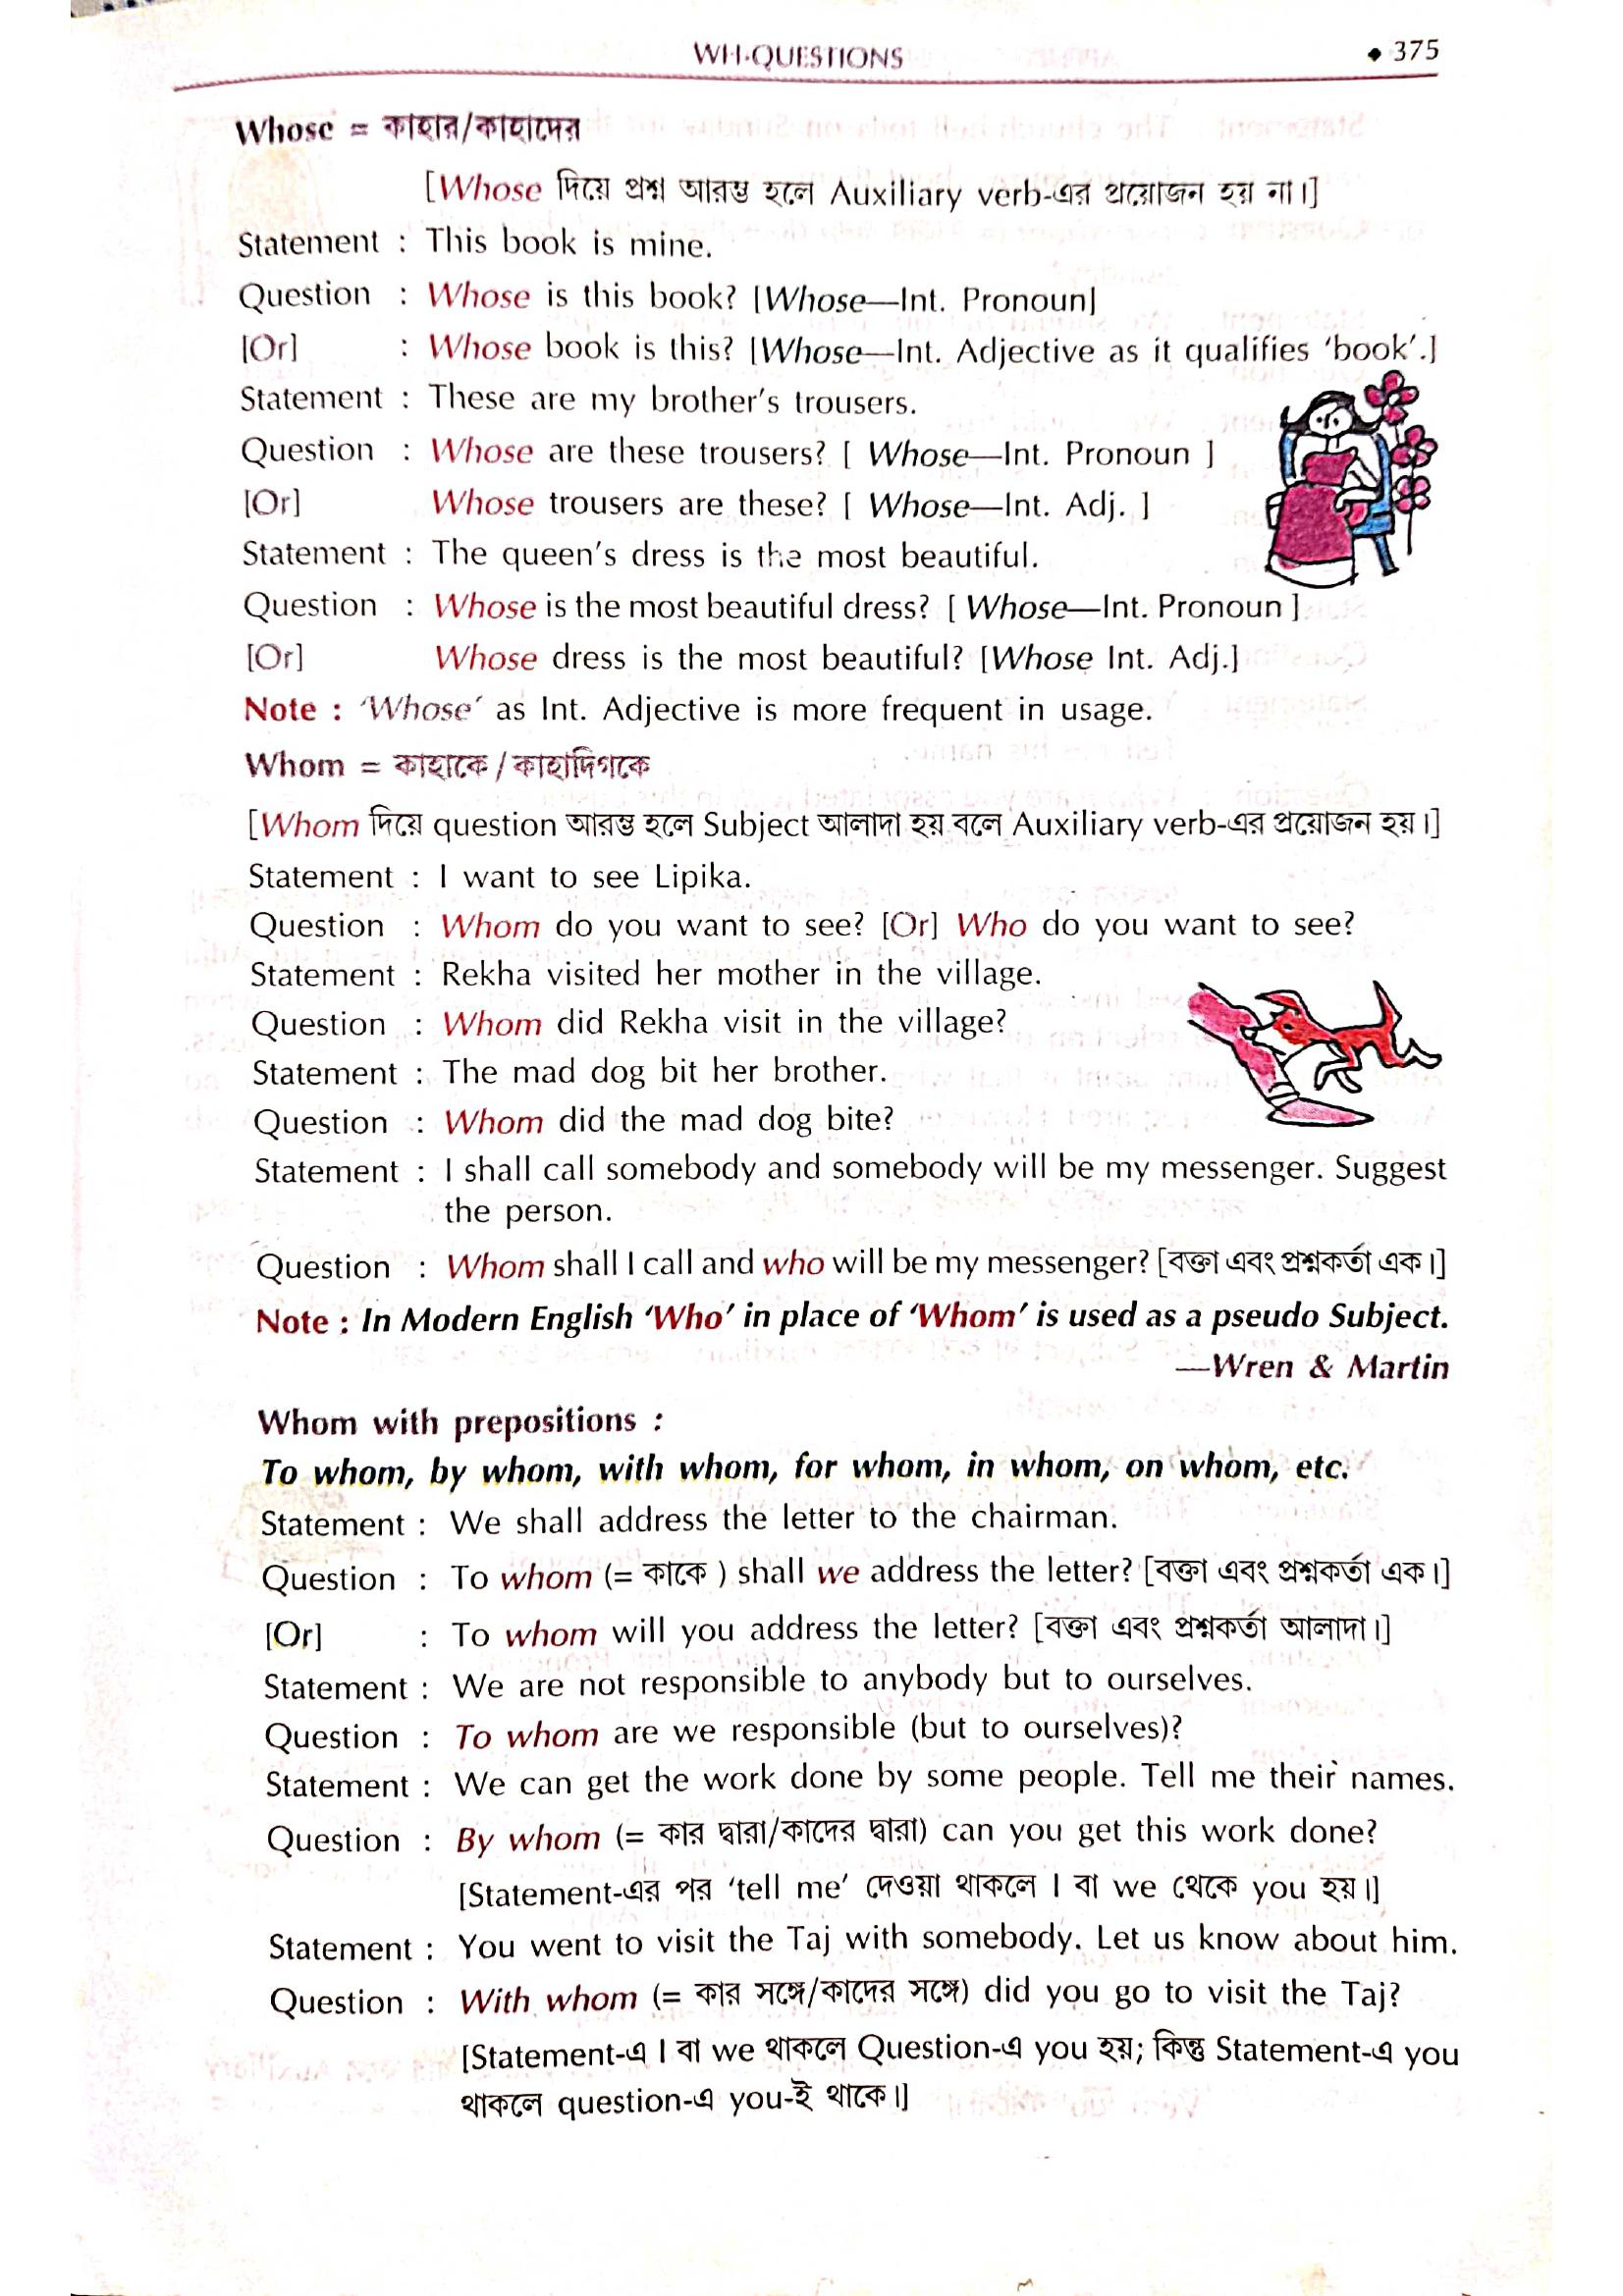 WH-QUESTIONS ◆ 375
Whose = কাহার/কাহাদের
[Whose দিয়ে প্রশ্ন আরম্ভ হলে Auxiliary verb-এর প্রয়োজন হয় না।]
Statement : This book is mine.
Question : Whose is this book? [Whose—Int. Pronoun]
[Or] : Whose book is this? [Whose—Int. Adjective as it qualifies ‘book’.]
Statement : These are my brother’s trousers.
Question : Whose are these trousers? [ Whose—Int. Pronoun ]
[Or] Whose trousers are these? [ Whose—Int. Adj. ]
Statement : The queen’s dress is the most beautiful.
Question : Whose is the most beautiful dress? [ Whose—Int. Pronoun ]
[Or] Whose dress is the most beautiful? [Whose Int. Adj.]
Note : ‘Whose’ as Int. Adjective is more frequent in usage.
Whom = কাহাকে / কাহাদিগকে
[Whom দিয়ে question আরম্ভ হলে Subject আলাদা হয় বলে Auxiliary verb-এর প্রয়োজন হয়।]
Statement : I want to see Lipika.
Question : Whom do you want to see? [Or] Who do you want to see?
Statement : Rekha visited her mother in the village.
Question : Whom did Rekha visit in the village?
Statement : The mad dog bit her brother.
Question : Whom did the mad dog bite?
Statement : I shall call somebody and somebody will be my messenger. Suggest
the person.
Question : Whom shall I call and who will be my messenger? [বক্তা এবং প্রশ্নকর্তা এক।]
Note : In Modern English ‘Who’ in place of ‘Whom’ is used as a pseudo Subject.
—Wren & Martin
Whom with prepositions :
To whom, by whom, with whom, for whom, in whom, on whom, etc.
Statement : We shall address the letter to the chairman.
Question : To whom (= কাকে ) shall we address the letter? [বক্তা এবং প্রশ্নকর্তা এক।]
[Or] : To whom will you address the letter? [বক্তা এবং প্রশ্নকর্তা আলাদা।]
Statement : We are not responsible to anybody but to ourselves.
Question : To whom are we responsible (but to ourselves)?
Statement : We can get the work done by some people. Tell me their names.
Question : By whom (= কার দ্বারা/কাদের দ্বারা) can you get this work done?
[Statement-এর পর ‘tell me’ দেওয়া থাকলে I বা we থেকে you হয়।]
Statement : You went to visit the Taj with somebody. Let us know about him.
Question : With whom (= কার সঙ্গে/কাদের সঙ্গে) did you go to visit the Taj?
[Statement-এ I বা we থাকলে Question-এ you হয়; কিন্তু Statement-এ you
থাকলে question-এ you-ই থাকে।]